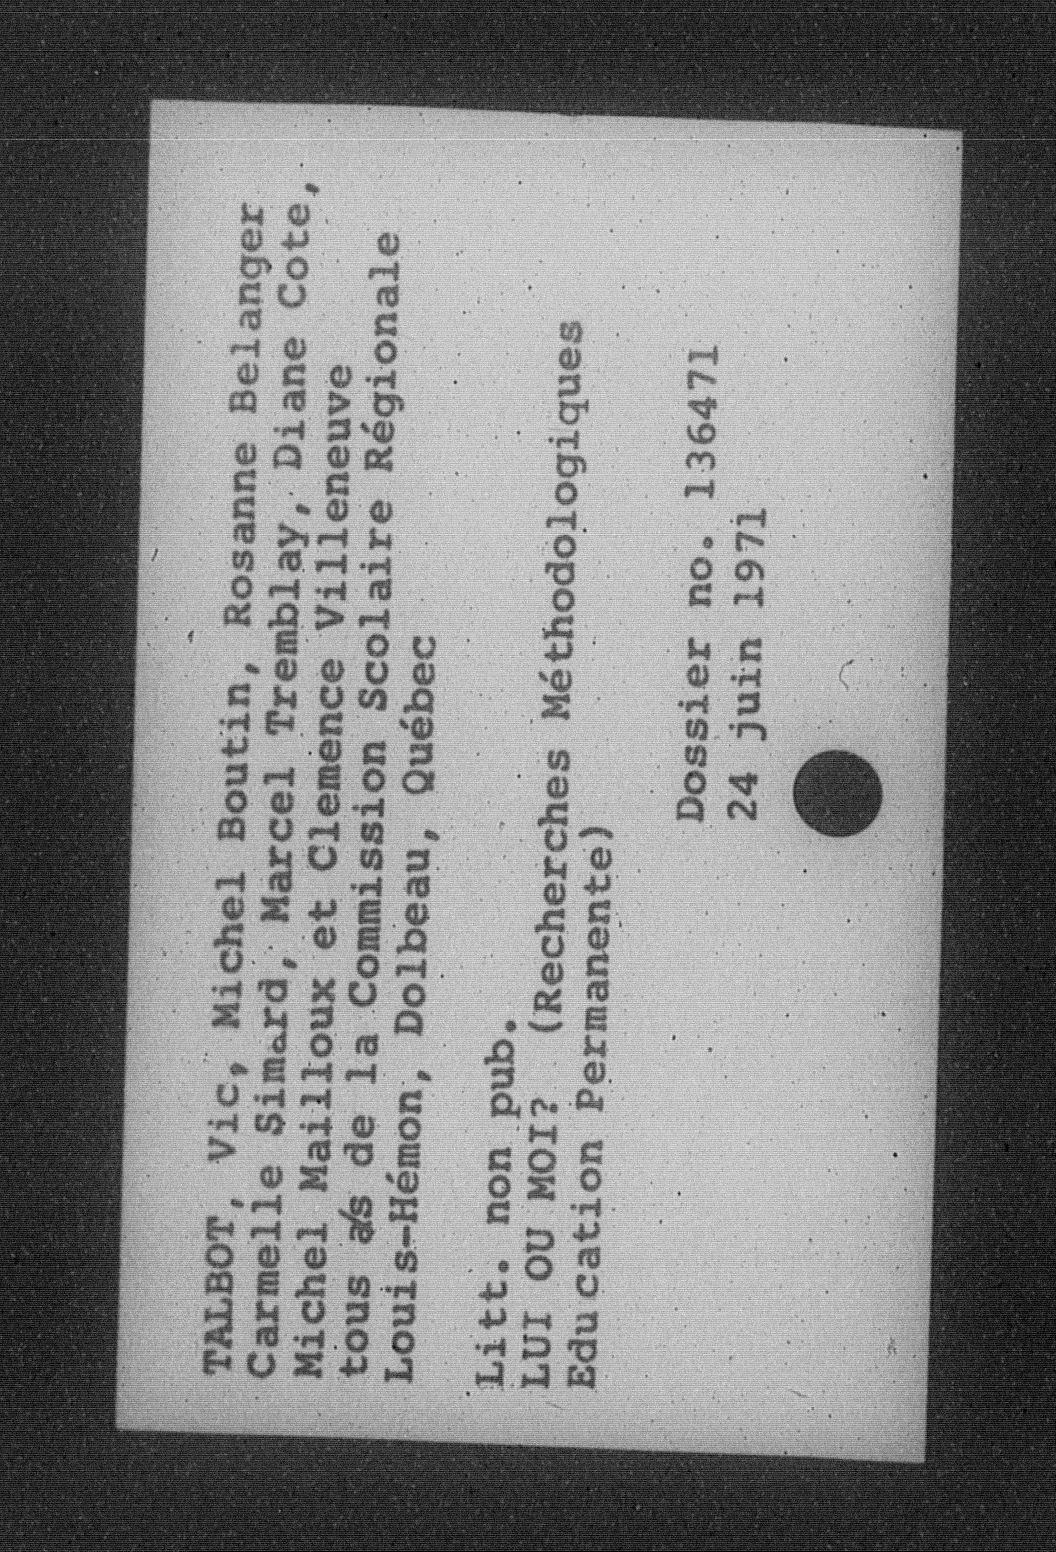 TALBOT, Vic, Michel Boutin, Rosanne Belanger
Carmelle Simard, Marcel Tremblay, Diane Cote,
Michel Mailloux et Clemence Villeneuve
tous a/s de la Commission Scolaire Régionale
Louis-Hémon, Dolbeau, Québec
Litt. non pub.
LUI OU MOI? (Recherches Méthodologiques
Education Permanente)
Dossier no. 136471
24 juin 1971